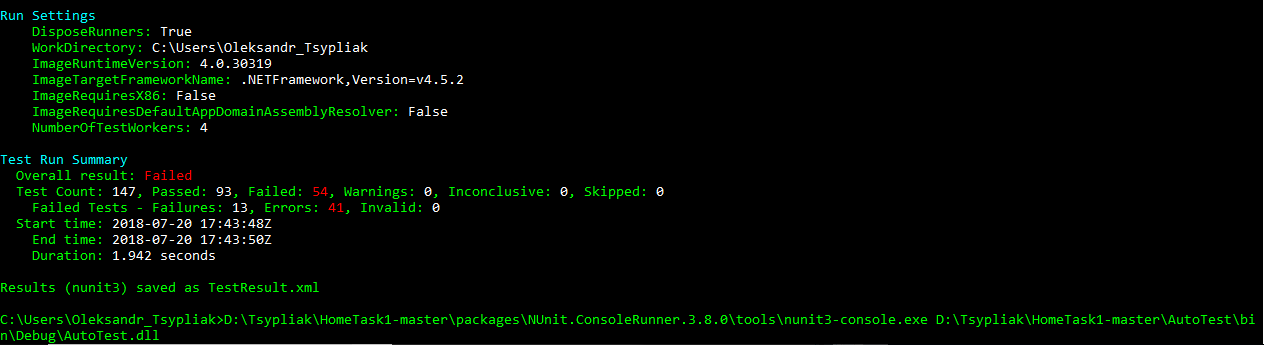 Run Settings
DisposeRunners: True
WorkDirectory: C:\Users\Oleksandr_Tsypliak
ImageRuntimeVersion: 4.0.30319
ImageTargetFrameworkName: .NETFramework,Version=v4.5.2
ImageRequiresX86: False
ImageRequiresDefaultAppDomainAssemblyResolver: False
NumberOfTestWorkers: 4
Test Run Summary
Overall result: Failed
Test Count: 147, Passed: 93, Failed: 54, Warnings: 0, Inconclusive: 0, Skipped: 0
Failed Tests - Failures: 13, Errors: 41, Invalid: 0
Start time: 2018-07-20 17:43:48Z
End time: 2018-07-20 17:43:50Z
Duration: 1.942 seconds
Results (nunit3) saved as TestResult.xml
C:\Users\Oleksandr_Tsypliak>D:\Tsypliak\HomeTask1-master\packages\NUnit.ConsoleRunner.3.8.0\tools\nunit3-console.exe D:\Tsypliak\HomeTask1-master\AutoTest\bi
n\Debug\AutoTest.dll